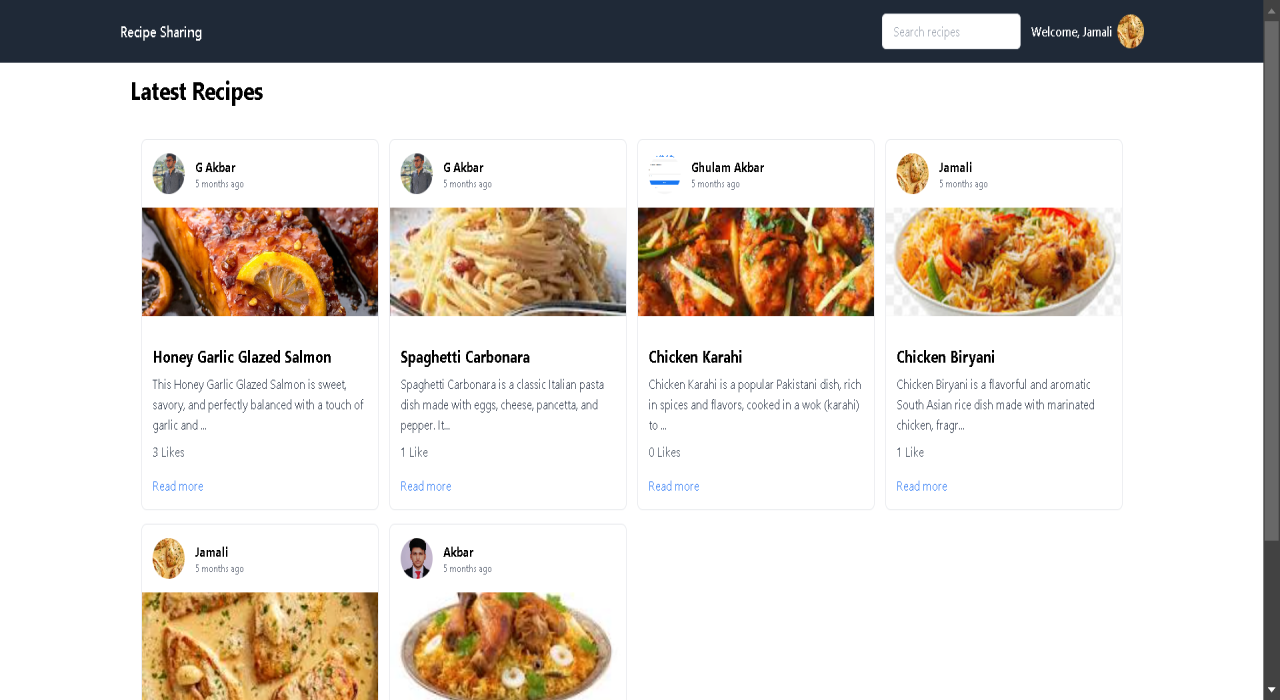 Recipe Sharing
Search recipes
Welcome, Jamali
Latest Recipes
G Akbar
5 months ago
Honey Garlic Glazed Salmon
This Honey Garlic Glazed Salmon is sweet,
savory, and perfectly balanced with a touch of
garlic and ...
3 Likes
Read more
G Akbar
5 months ago
Spaghetti Carbonara
Spaghetti Carbonara is a classic Italian pasta
dish made with eggs, cheese, pancetta, and
pepper. It...
1 Like
Read more
Ghulam Akbar
5 months ago
Chicken Karahi
Chicken Karahi is a popular Pakistani dish, rich
in spices and flavors, cooked in a wok (karahi)
to ...
0 Likes
Read more
Jamali
5 months ago
Chicken Biryani
Chicken Biryani is a flavorful and aromatic
South Asian rice dish made with marinated
chicken, fragr...
1 Like
Read more
Jamali
5 months ago
Akbar
5 months ago